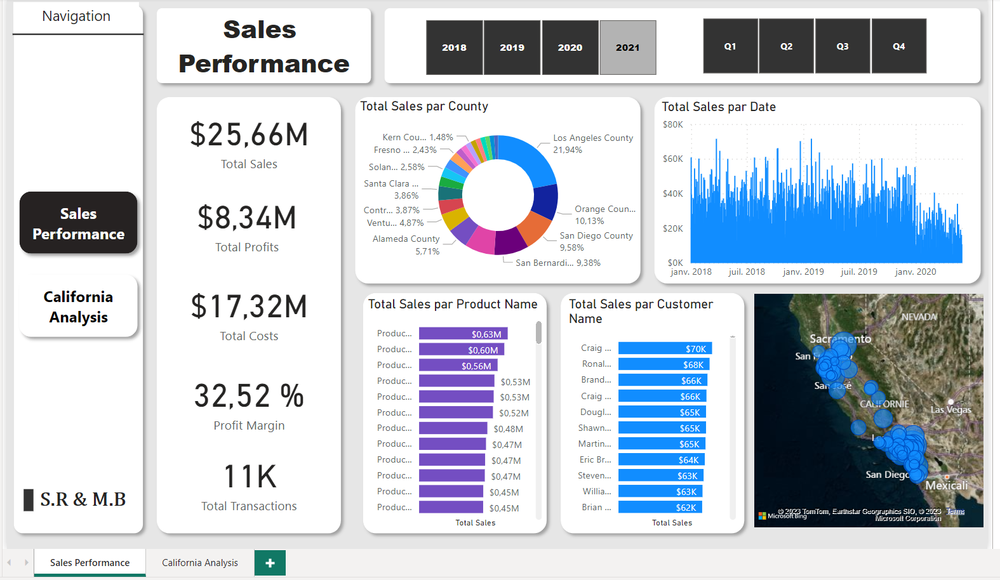 Navigation
Sales
Performance
2018 2019 2020 2021
Q1 Q2 Q3 Q4
Sales
Performance
California
Analysis
S.R & M.B
$25,66M
Total Sales
$8,34M
Total Profits
$17,32M
Total Costs
32,52 %
Profit Margin
11K
Total Transactions
Total Sales par County
Kern Cou... 1,48%
Fresno ... 2,43%
Solan... 2,58%
Santa Clara ...
3,86%
Contr... 3,87%
Ventu... 4,87%
Alameda County
5,71%
Los Angeles County
21,94%
Orange Coun...
10,13%
San Diego County
9,58%
San Bernardi... 9,38%
Total Sales par Date
$80K
$60K
$40K
$20K
$0K
janv. 2018 juil. 2018 janv. 2019 juil. 2019 janv. 2020
Total Sales par Product Name
Produc... $0,63M
Produc... $0,60M
Produc... $0,56M
Produc... $0,53M
Produc... $0,53M
Produc... $0,52M
Produc... $0,48M
Produc... $0,47M
Produc... $0,47M
Produc... $0,47M
Produc... $0,45M
Produc... $0,45M
Total Sales
Total Sales par Customer
Name
Craig ... $70K
Ronal... $68K
Brand... $66K
Craig ... $66K
Dougl... $65K
Shawn... $65K
Martin... $65K
Eric Br... $64K
Steven... $63K
Willia... $63K
Brian ... $62K
Total Sales
NEVADA
Sacramento
San
San José
CALIFORNIE
Las Vegas
San Diego
Mexicali
Microsoft Bing
© 2023 TomTom, Earthstar Geographics SIO, © 2023 Microsoft Corporation Terms
Sales Performance California Analysis +